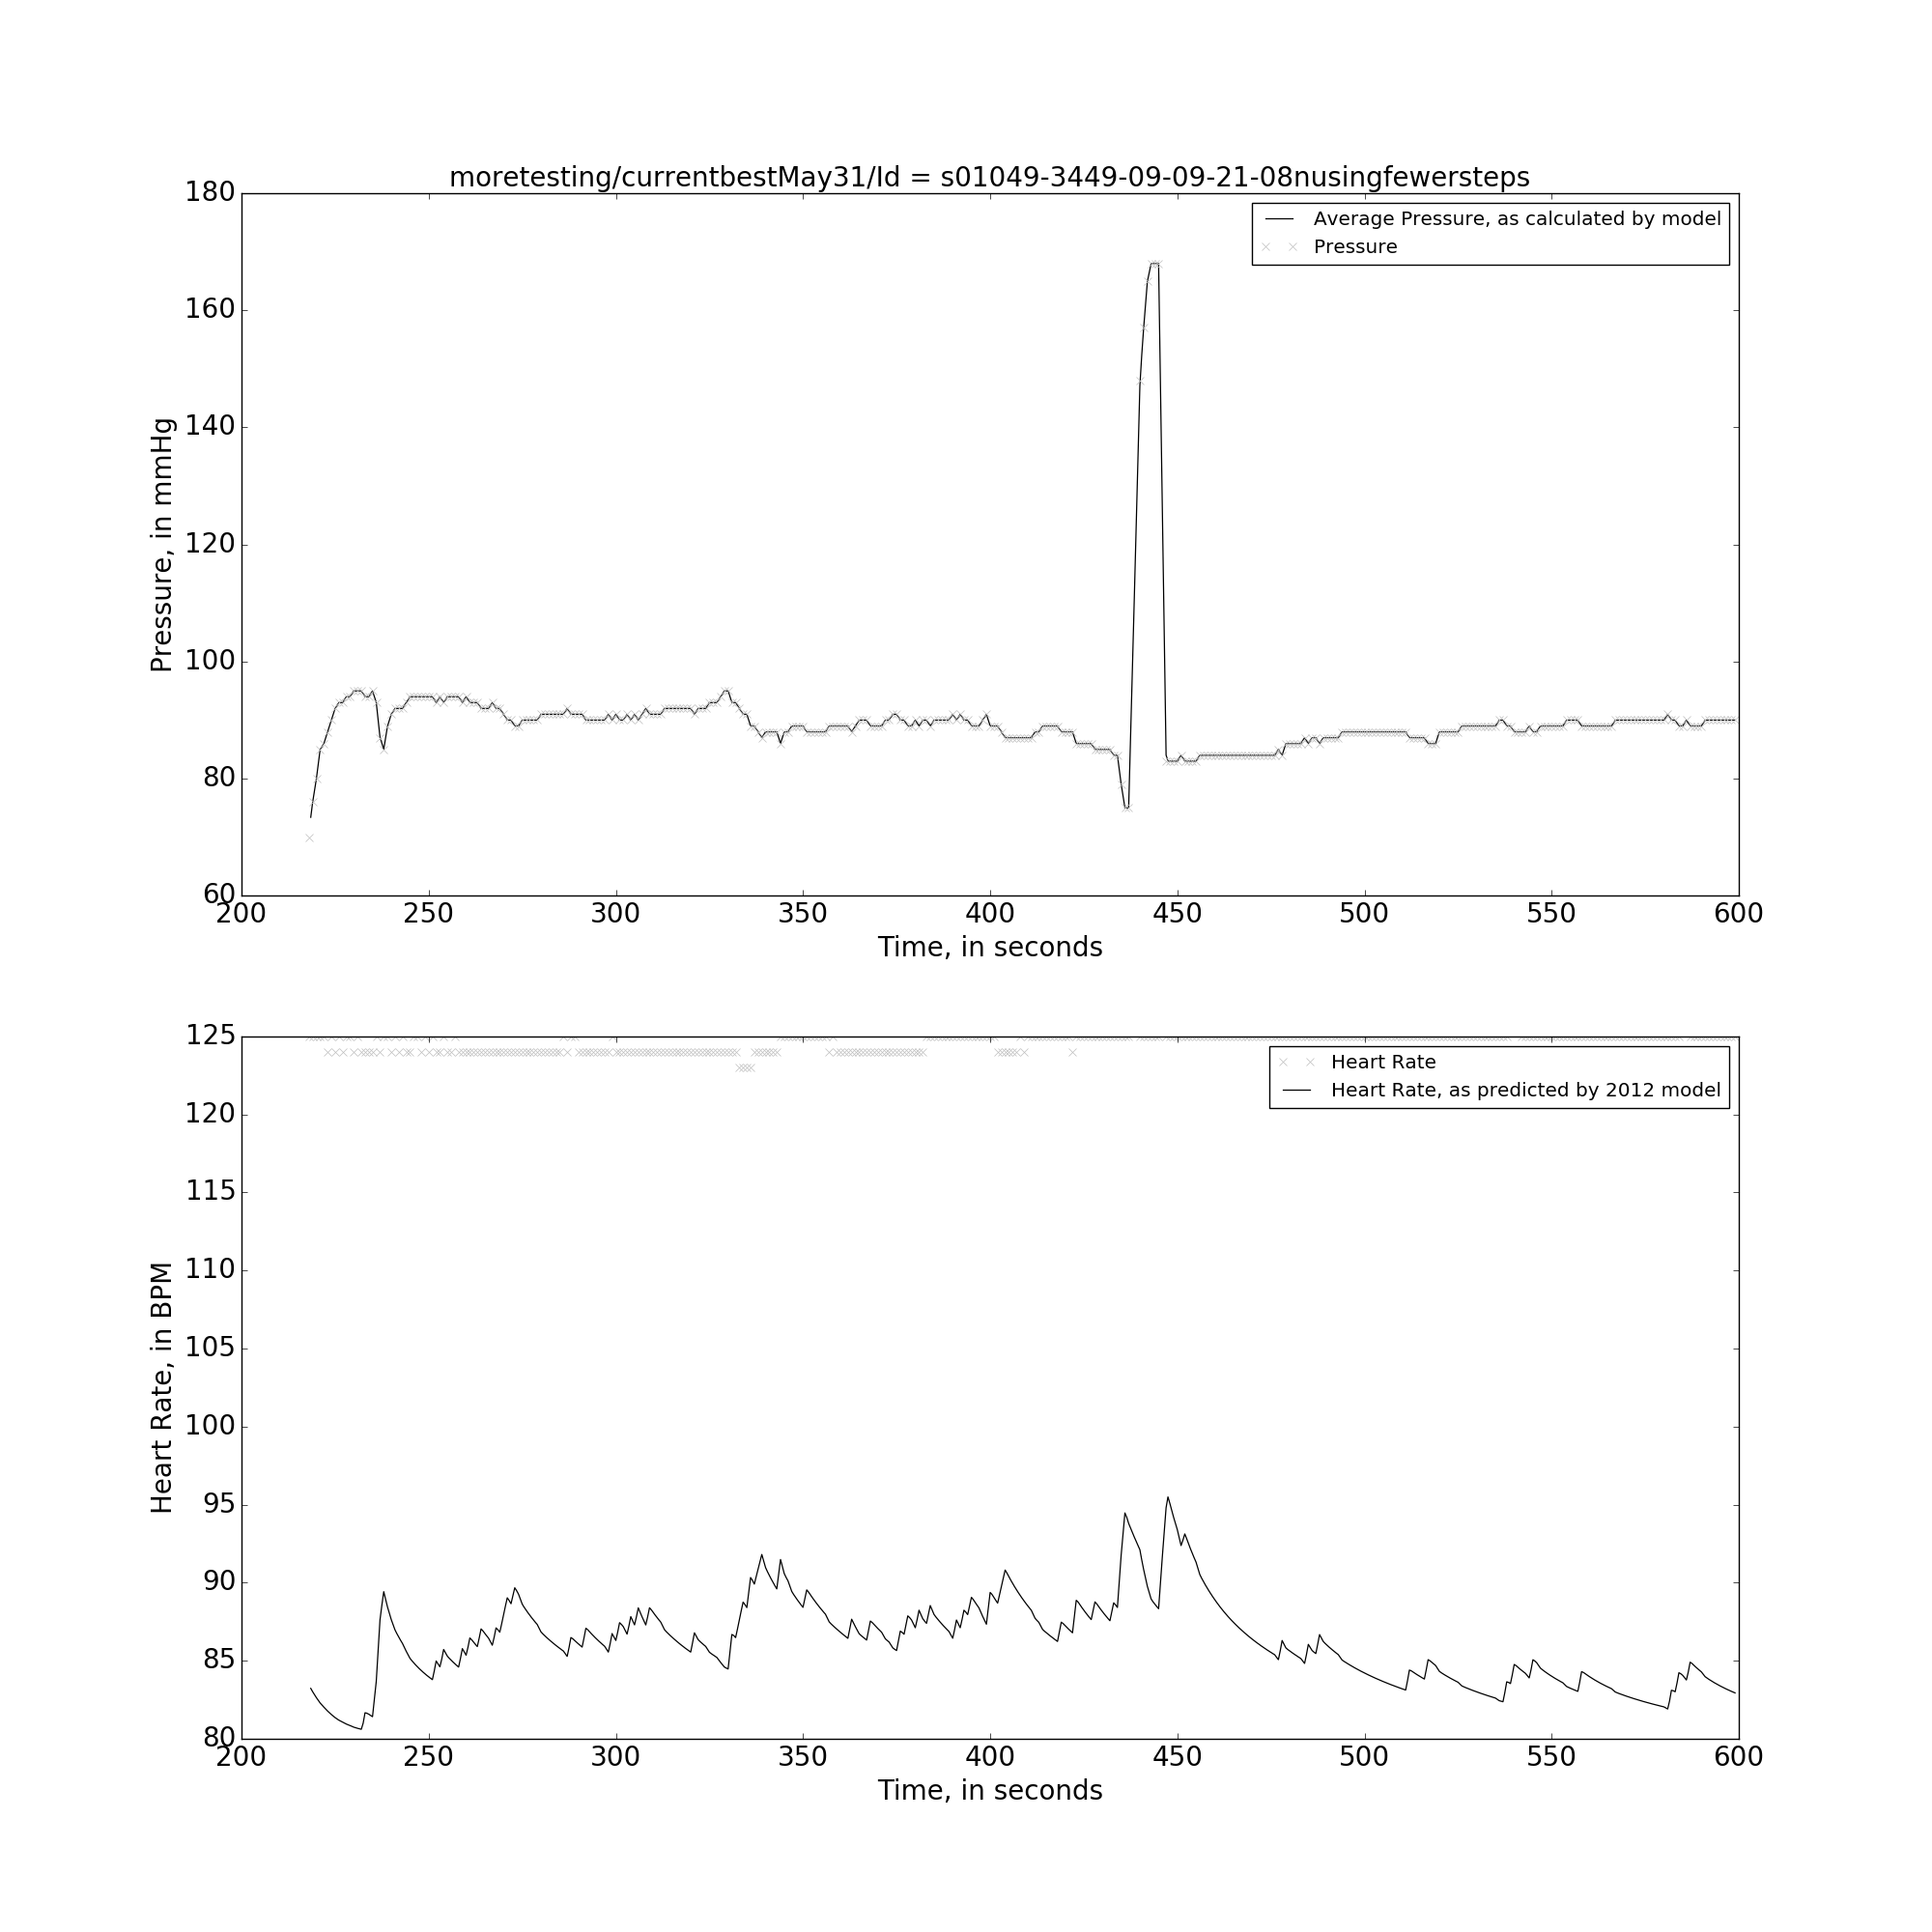 moretesting/currentbestMay31/Id = s01049-3449-09-09-21-08nusingfewersteps
180
160
140
120
100
80
60
Pressure, in mmHg
Average Pressure, as calculated by model
Pressure
200 250 300 350 400 450 500 550 600
Time, in seconds
125
120
115
110
105
100
95
90
85
80
Heart Rate, in BPM
Heart Rate
Heart Rate, as predicted by 2012 model
200 250 300 350 400 450 500 550 600
Time, in seconds